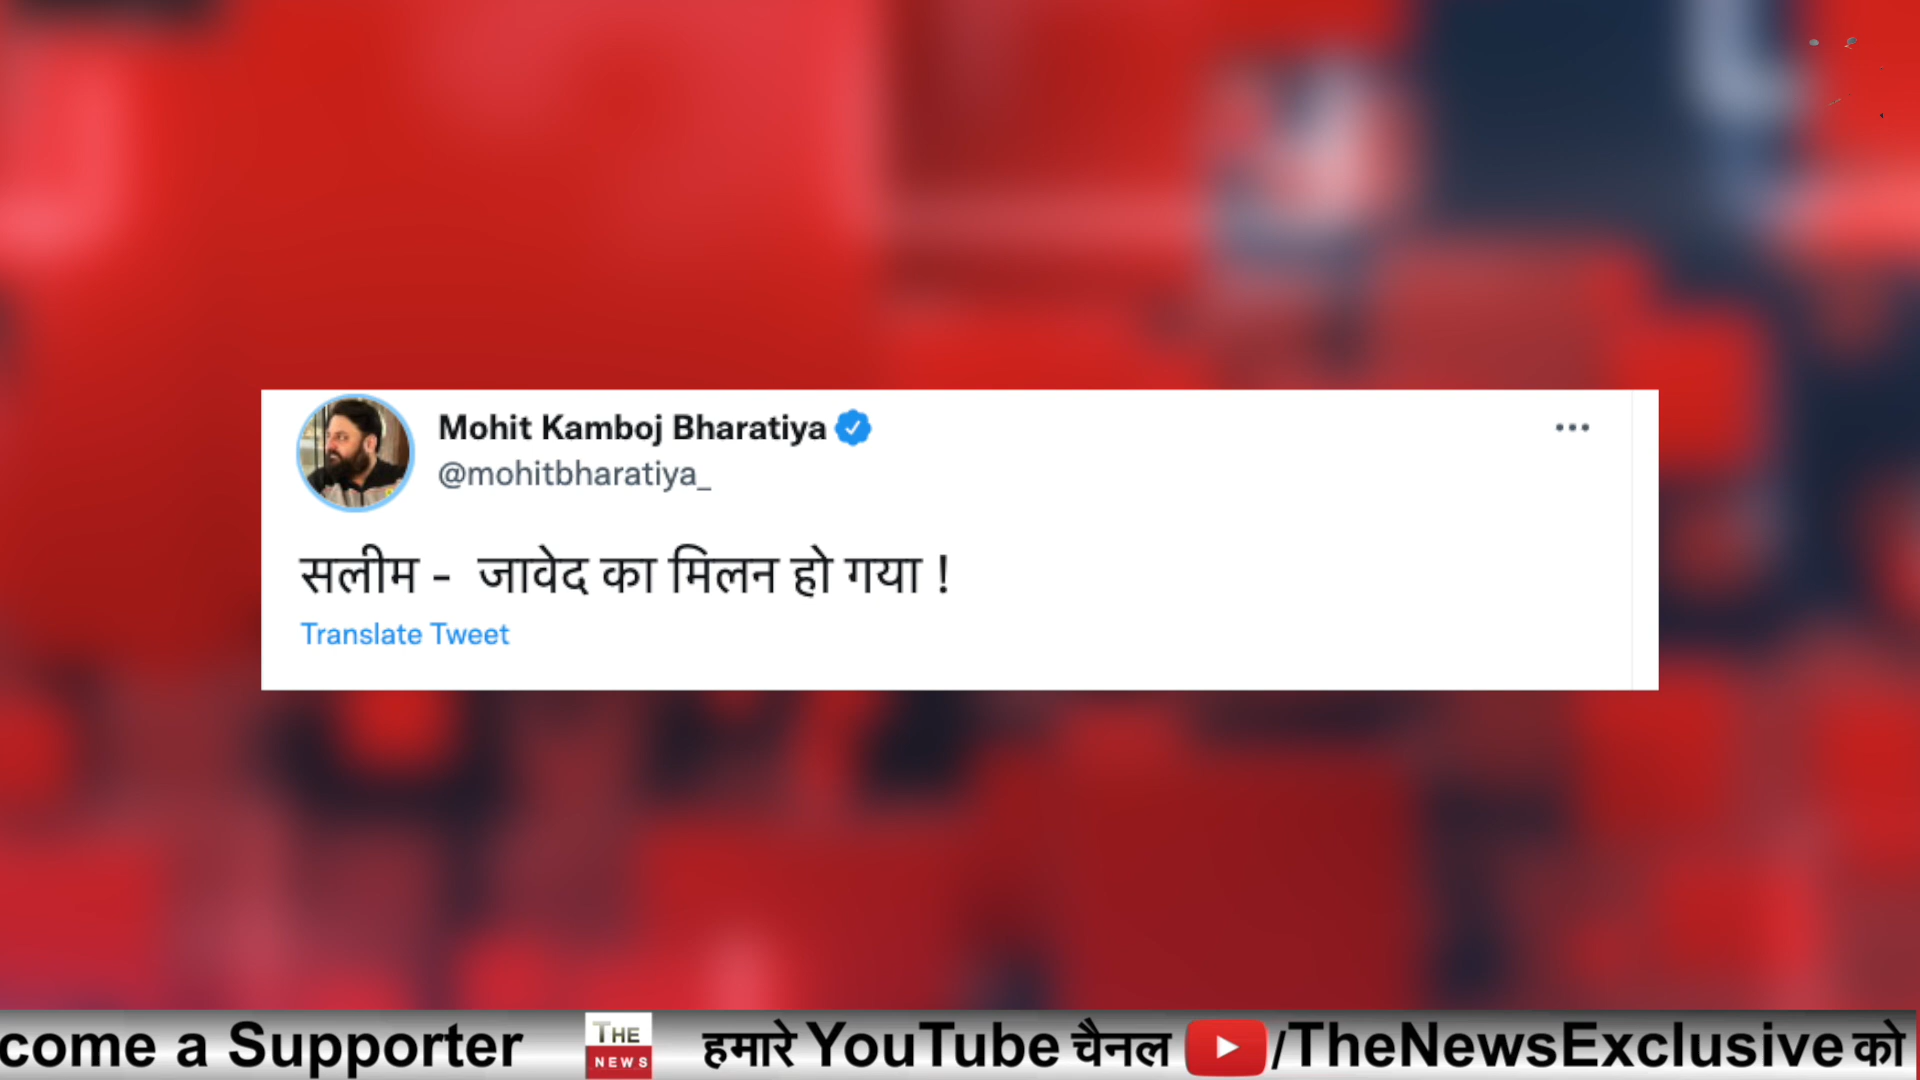 Mohit Kamboj Bharatiya
@mohitbharatiya_
सलीम - जावेद का मिलन हो गया !
Translate Tweet
come a Supporter THE NEWS हमारे YouTube चैनल /TheNewsExclusive को